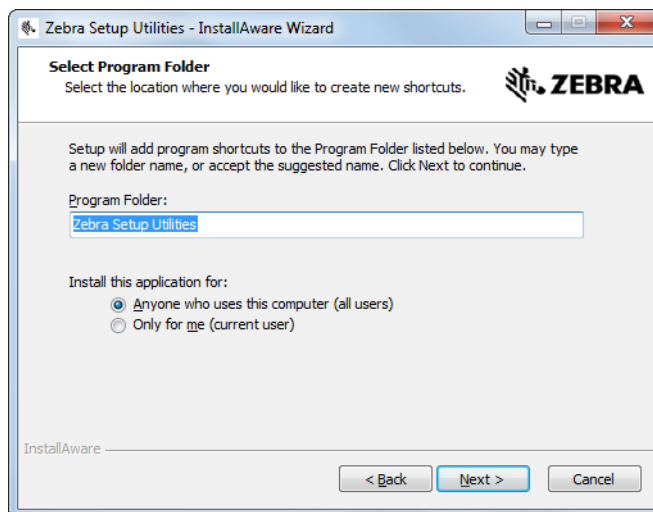 Zebra Setup Utilities - InstallAware Wizard
Select Program Folder
Select the location where you would like to create new shortcuts.
ZEBRA
Setup will add program shortcuts to the Program Folder listed below. You may type
a new folder name, or accept the suggested name. Click Next to continue.
Program Folder:
Zebra Setup Utilities
Install this application for:
Anyone who uses this computer (all users)
Only for me (current user)
InstallAware
< Back
Next >
Cancel